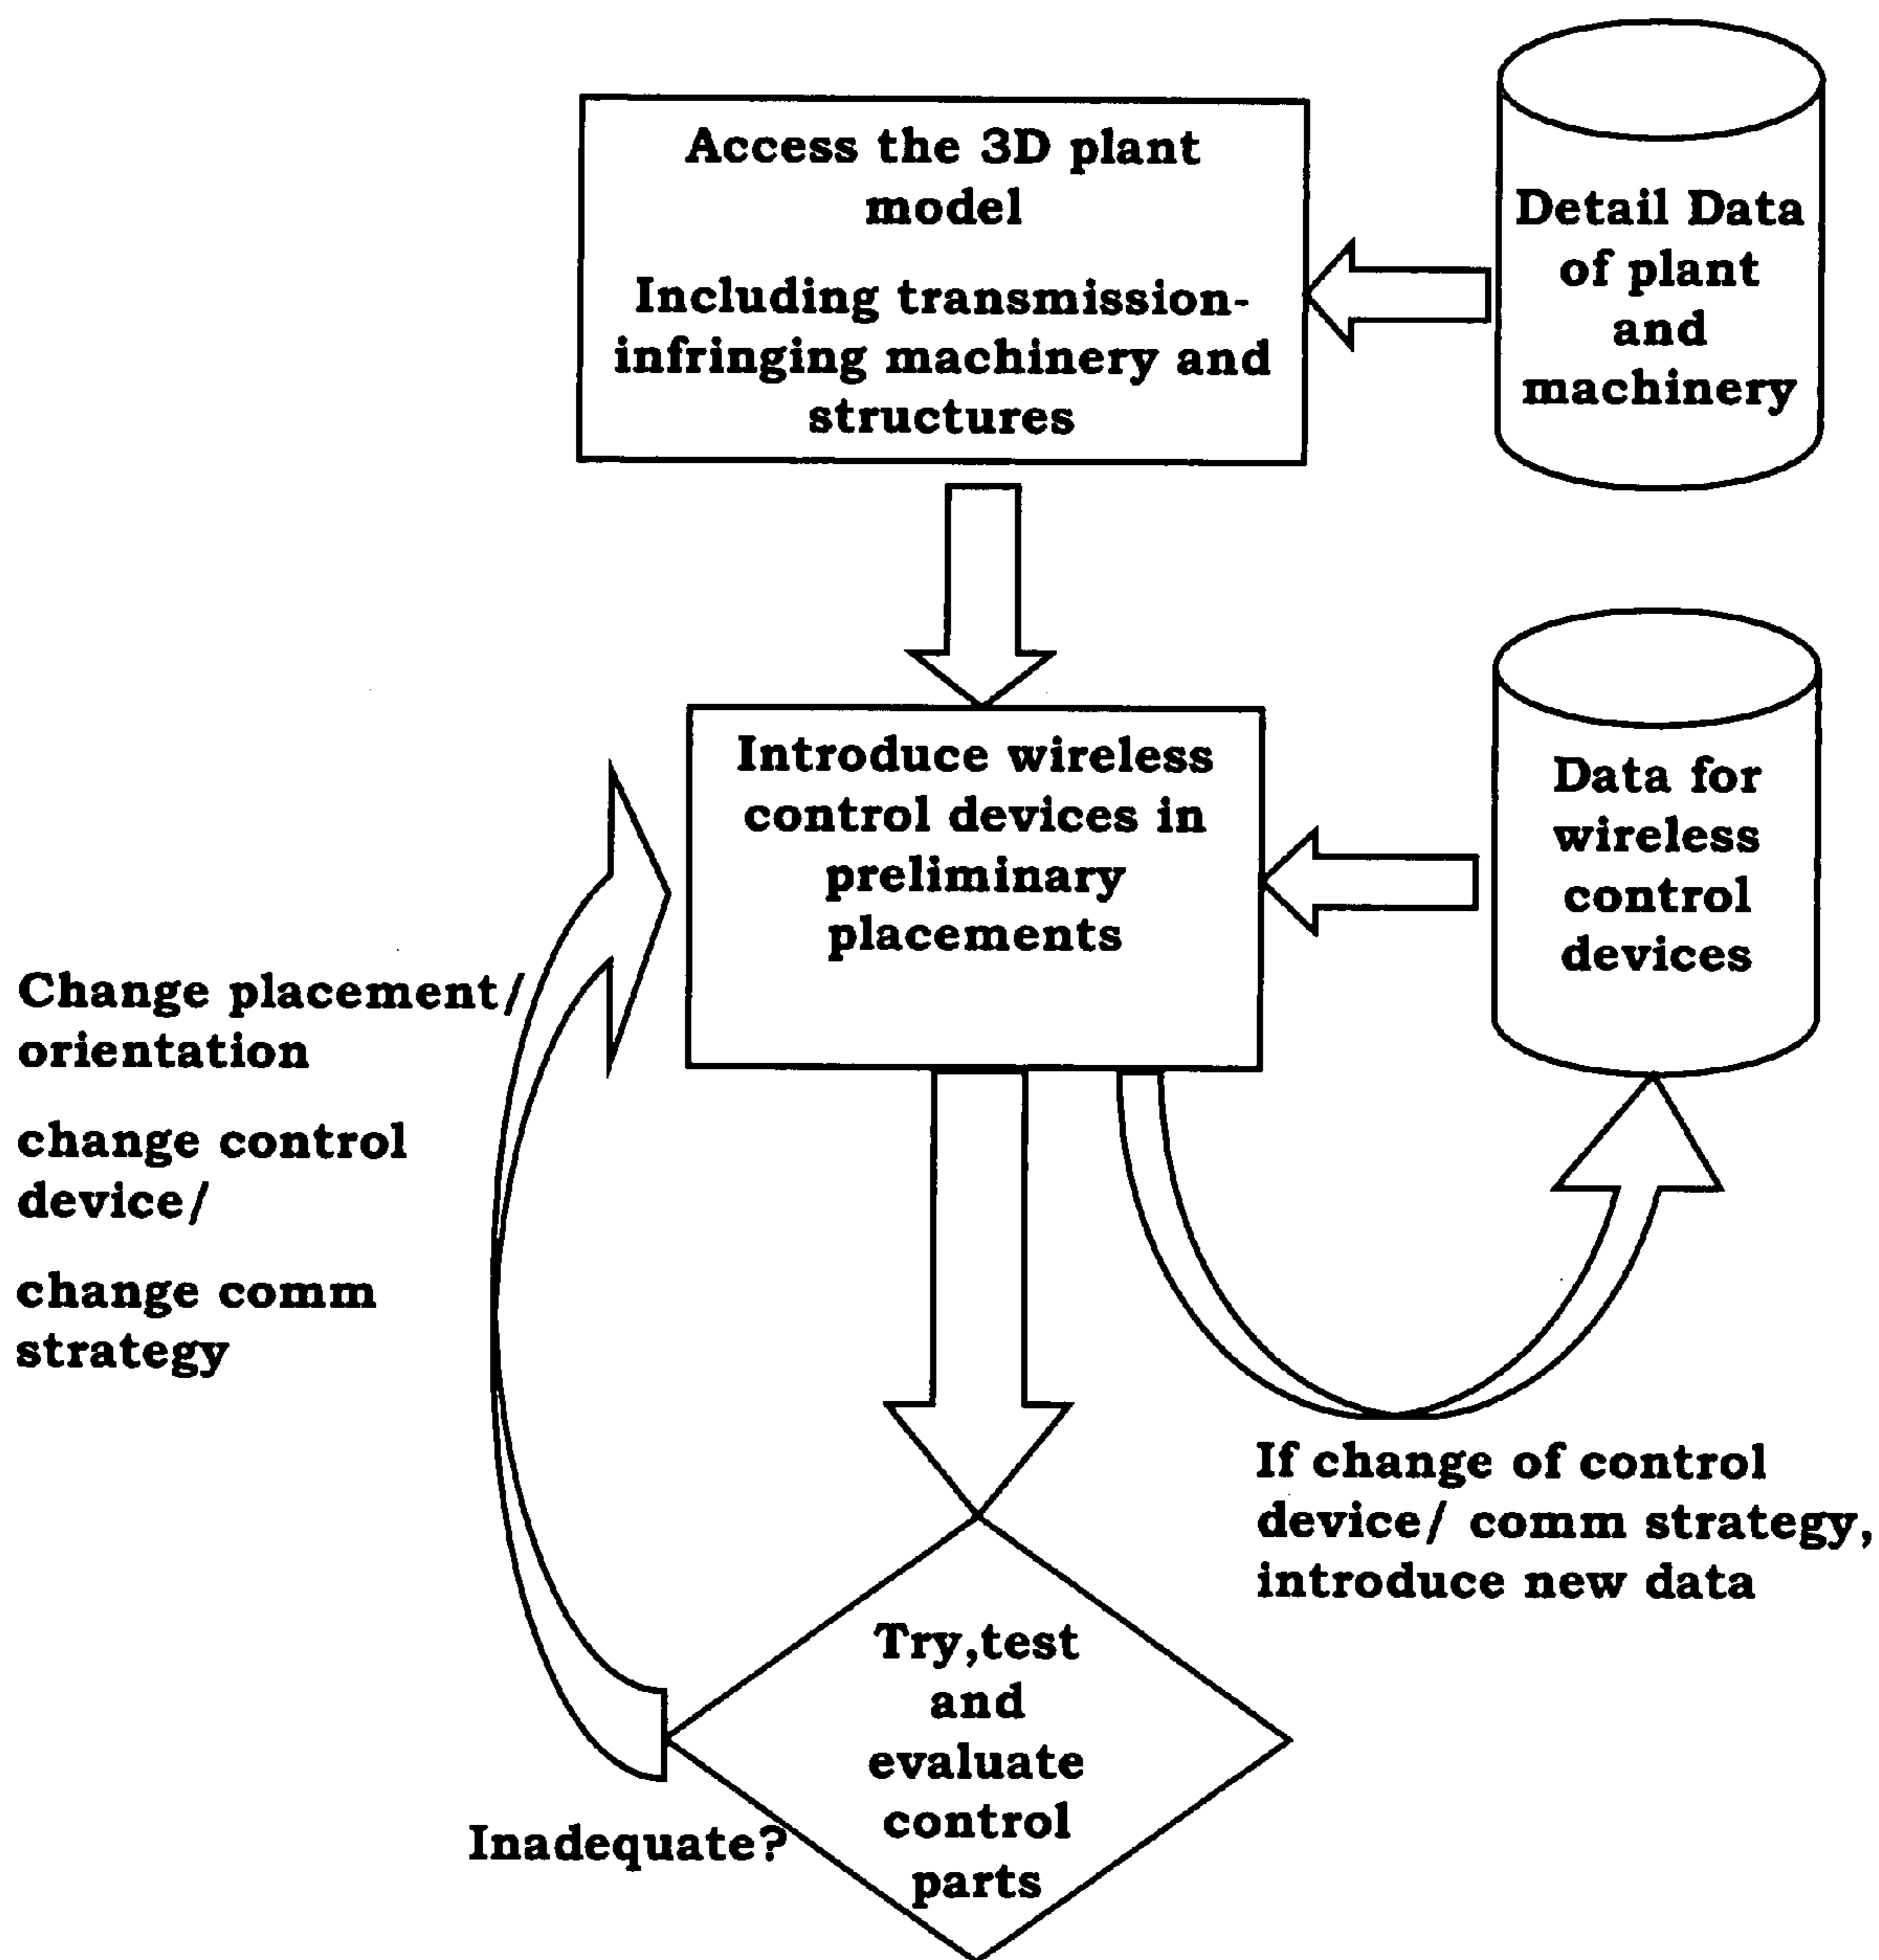 Access the 3D plant
model
Including transmission-
infringing machinery and
structures
Detail Data
of plant
and
machinery
Introduce wireless
control devices in
preliminary
placements
Data for
wireless
control
devices
Change placement/
orientation
change control
device/
change comm
strategy
If change of control
device/ comm strategy,
introduce new data
Try,test
and
evaluate
control
parts
Inadequate?